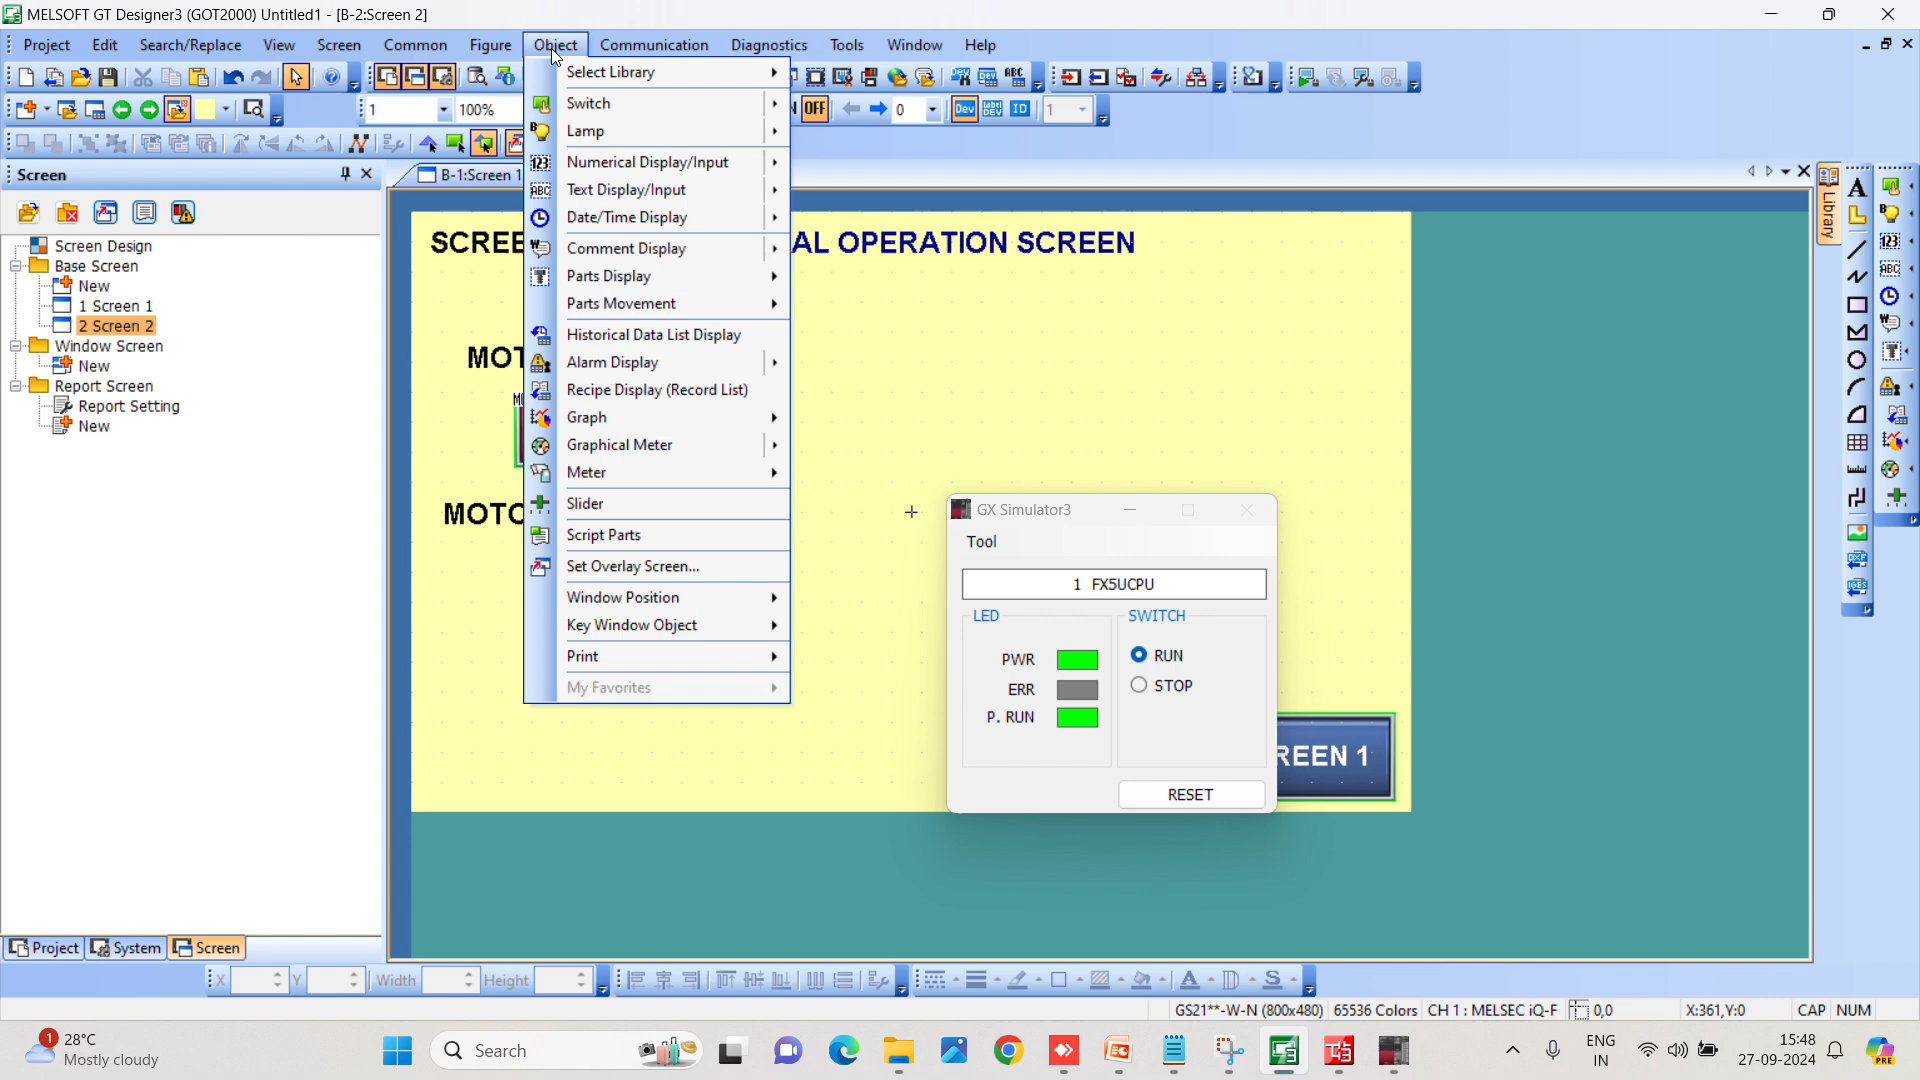 MELSOFT GT Designer3 (GOT2000) Untitled1 - [B-2:Screen 2]
Project Edit Search/Replace View Screen Common Figure Object Communication Diagnostics Tools Window Help
1 100% OFF 0 Dev ID 1
Screen
B-1:Screen 1
Library
Screen Design
Base Screen
New
1 Screen 1
2 Screen 2
Window Screen
New
Report Screen
Report Setting
New
Select Library
Switch
Lamp
Numerical Display/Input
Text Display/Input
Date/Time Display
Comment Display
Parts Display
Parts Movement
Historical Data List Display
Alarm Display
Recipe Display (Record List)
Graph
Graphical Meter
Meter
Slider
Script Parts
Set Overlay Screen...
Window Position
Key Window Object
Print
My Favorites
AL OPERATION SCREEN
GX Simulator3
Tool
1 FX5UCPU
LED SWITCH
PWR RUN
ERR STOP
P. RUN
RESET
REEN 1
Project System Screen
X Y Width Height
GS21**-W-N (800x480) 65536 Colors CH 1 : MELSEC iQ-F 0,0 X:361,Y:0 CAP NUM
1 28°C
Mostly cloudy
Search
ENG
IN
15:48
27-09-2024
PRE